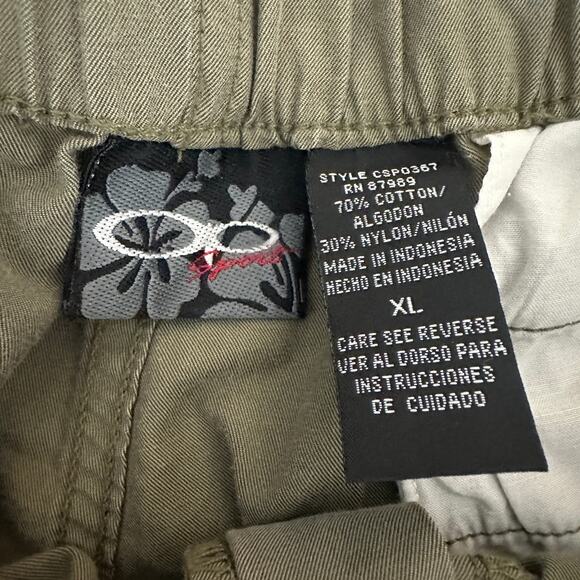 Sports
STYLE CSP0367
RN 87989
70% COTTON/
ALGODON
30% NYLON/NILÓN
MADE IN INDONESIA
HECHO EN INDONESIA
XL
CARE SEE REVERSE
VER AL DORSO PARA
INSTRUCCIONES
DE CUIDADO